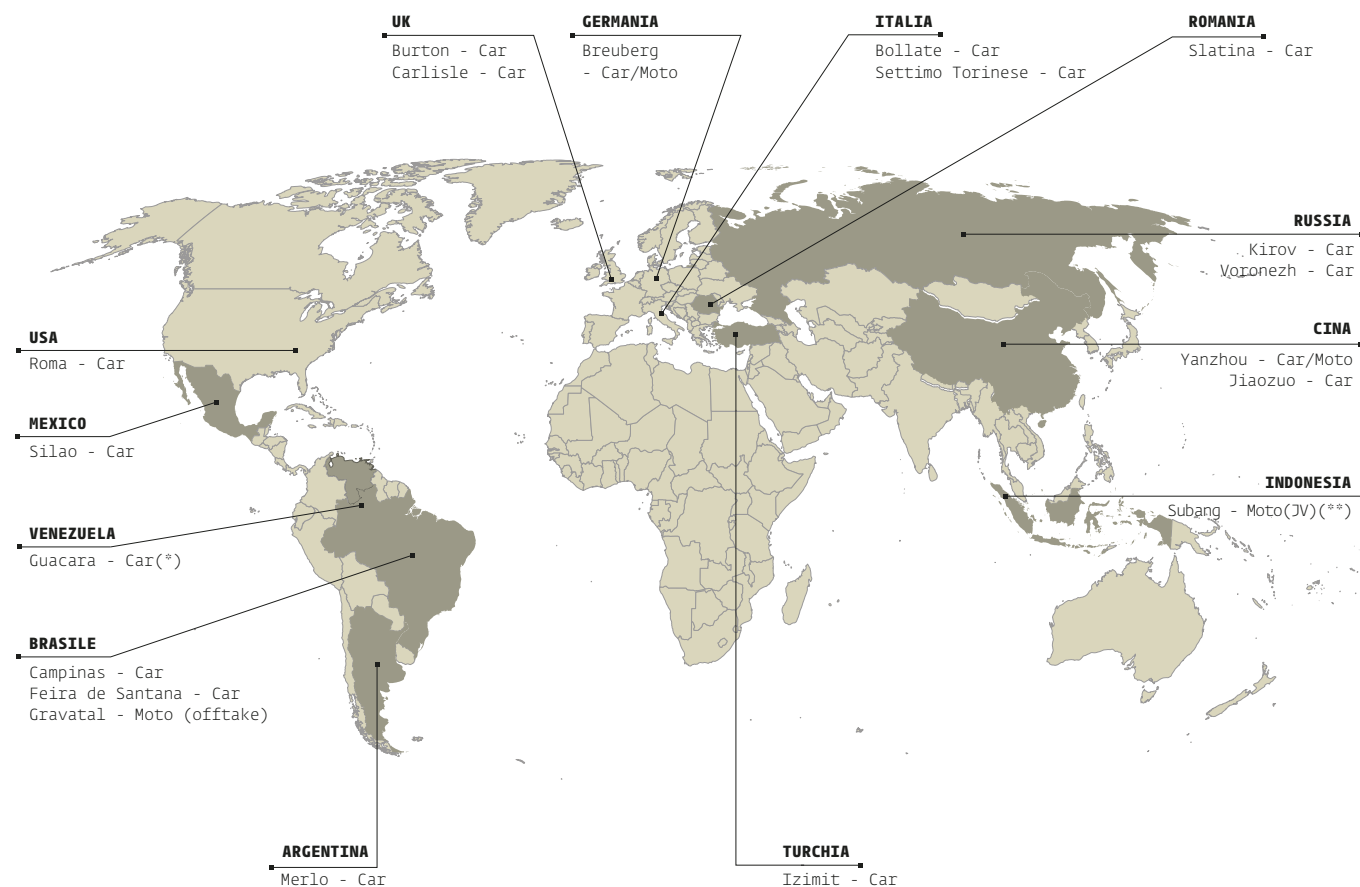 UK
Burton - Car
Carlisle - Car
GERMANIA
Breuberg
- Car/Moto
ITALIA
Bollate - Car
Settimo Torinese - Car
ROMANIA
Slatina - Car
RUSSIA
Kirov - Car
Voronezh - Car
USA
Roma - Car
CINA
Yanzhou - Car/Moto
Jiaozuo - Car
MEXICO
Silao - Car
INDONESIA
Subang - Moto(JV)(**)
VENEZUELA
Guacara - Car(*)
BRASILE
Campinas - Car
Feira de Santana - Car
Gravatal - Moto (offtake)
ARGENTINA
Merlo - Car
TURCHIA
Izimit - Car